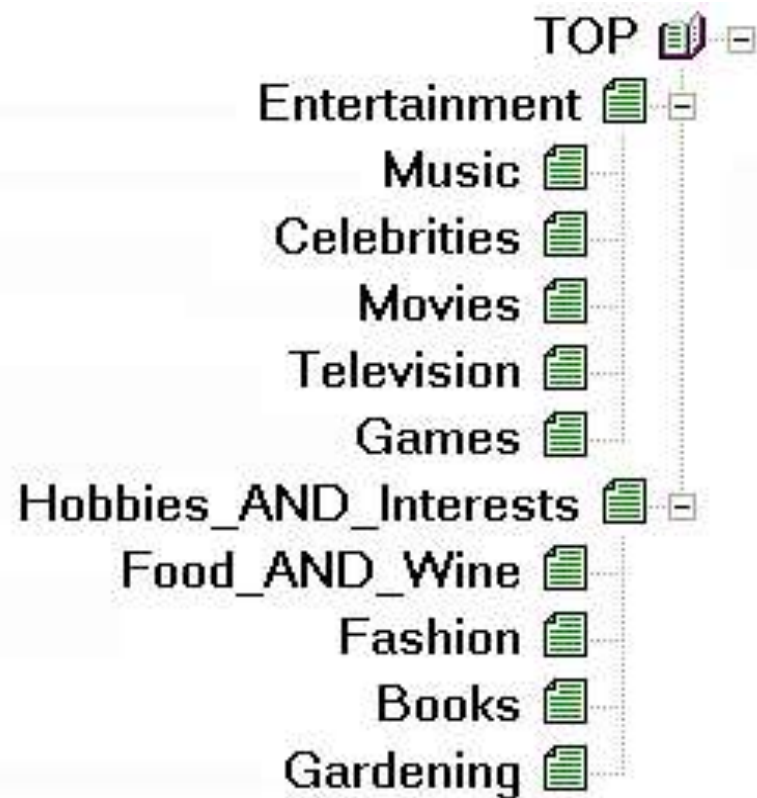 TOP
Entertainment
Music
Celebrities
Movies
Television
Games
Hobbies_AND_Interests
Food_AND_Wine
Fashion
Books
Gardening